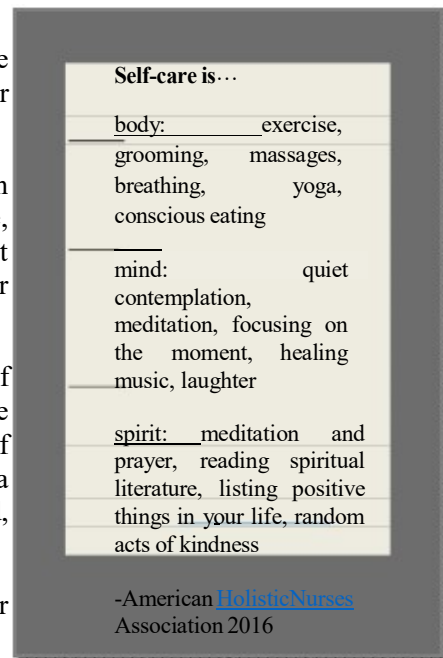 Self-care is…
body: exercise,
grooming, massages,
breathing, yoga,
conscious eating
mind: quiet
contemplation,
meditation, focusing on
the moment, healing
music, laughter
spirit: meditation and
prayer, reading spiritual
literature, listing positive
things in your life, random
acts of kindness
-American HolisticNurses
Association 2016